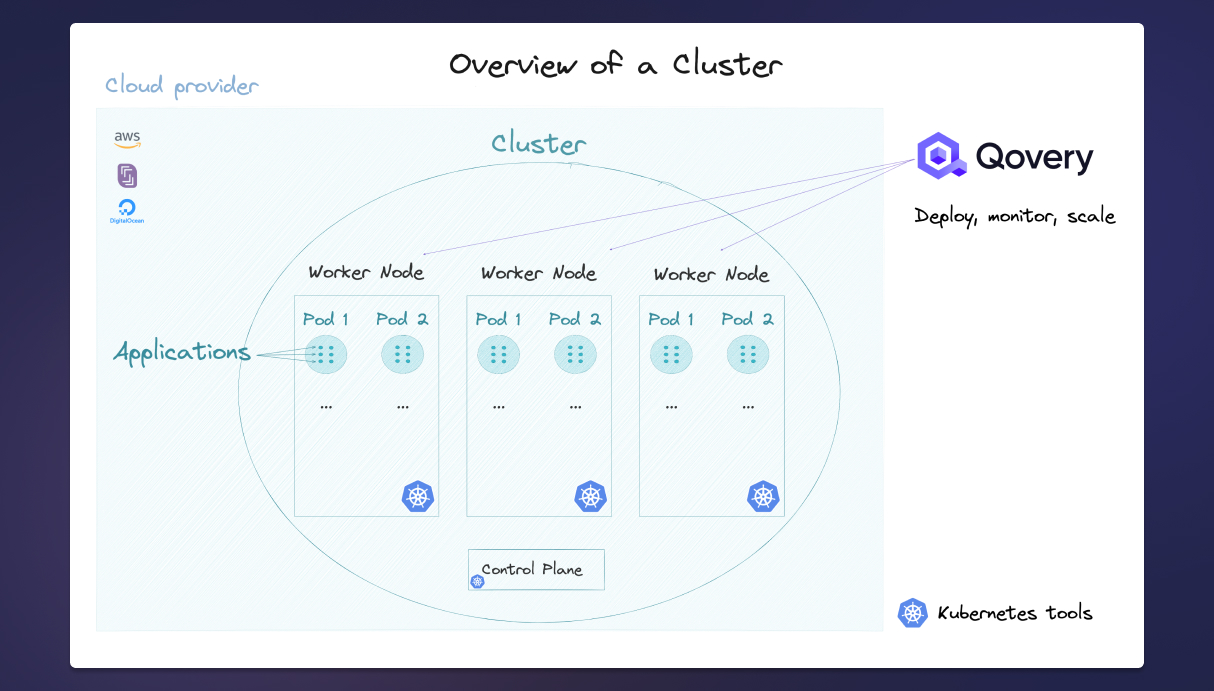 Overview of a Cluster
Cloud provider
aws
DigitalOcean
Cluster
Qovery
Deploy, monitor, scale
Worker Node
Worker Node
Worker Node
Pod 1
Pod 2
Pod 1
Pod 2
Pod 1
Pod 2
Applications
...
...
...
...
...
...
Control Plane
Kubernetes tools